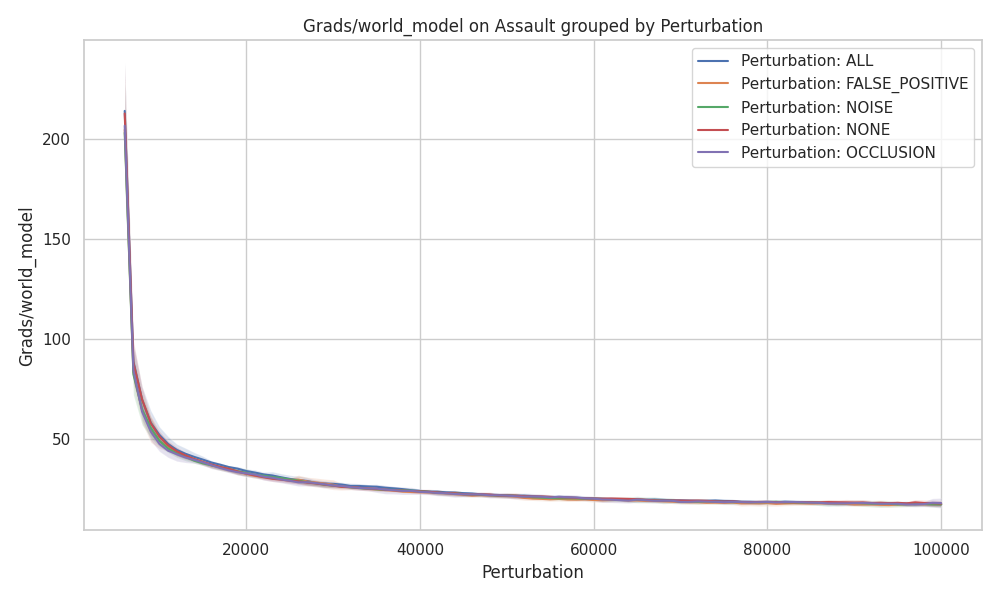 Grads/world_model on Assault grouped by Perturbation
Perturbation: ALL
Perturbation: FALSE_POSITIVE
Perturbation: NOISE
Perturbation: NONE
Perturbation: OCCLUSION
Grads/world_model
200
150
100
50
20000 40000 60000 80000 100000
Perturbation